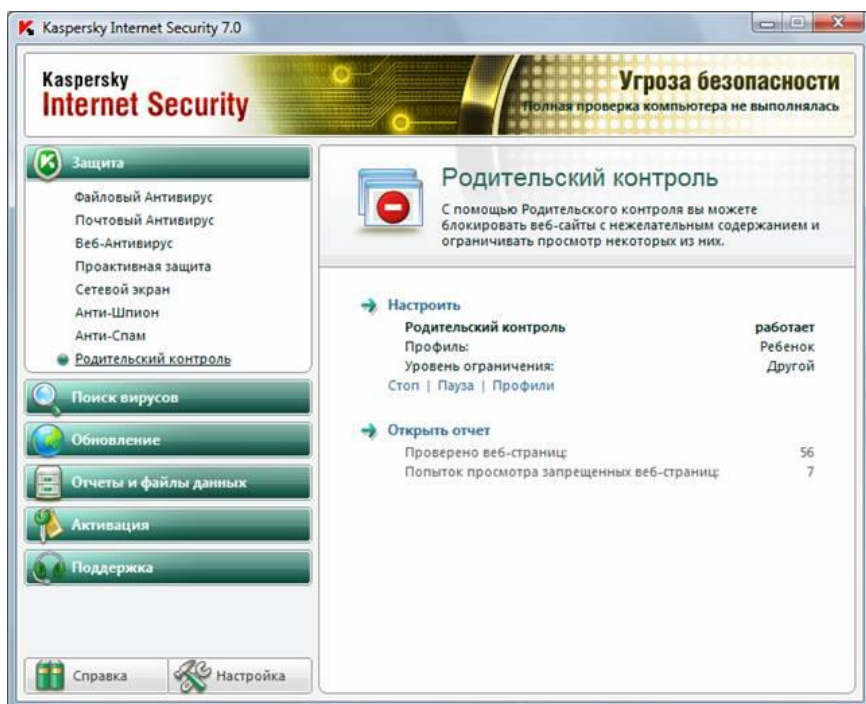 Kaspersky Internet Security 7.0
Kaspersky
Internet Security
Угроза безопасности
Полная проверка компьютера не выполнялась
Защита
Файловый Антивирус
Почтовый Антивирус
Веб-Антивирус
Проактивная защита
Сетевой экран
Анти-Шпион
Анти-Спам
Родительский контроль
Поиск вирусов
Обновление
Отчеты и файлы данных
Активация
Поддержка
Справка
Настройка
Родительский контроль
С помощью Родительского контроля вы можете
блокировать веб-сайты с нежелательным содержанием и
ограничивать просмотр некоторых из них.
Настроить
Родительский контроль работает
Профиль: Ребенок
Уровень ограничения: Другой
Стоп | Пауза | Профили
Открыть отчет
Проверено веб-страниц: 56
Попыток просмотра запрещенных веб-страниц: 7